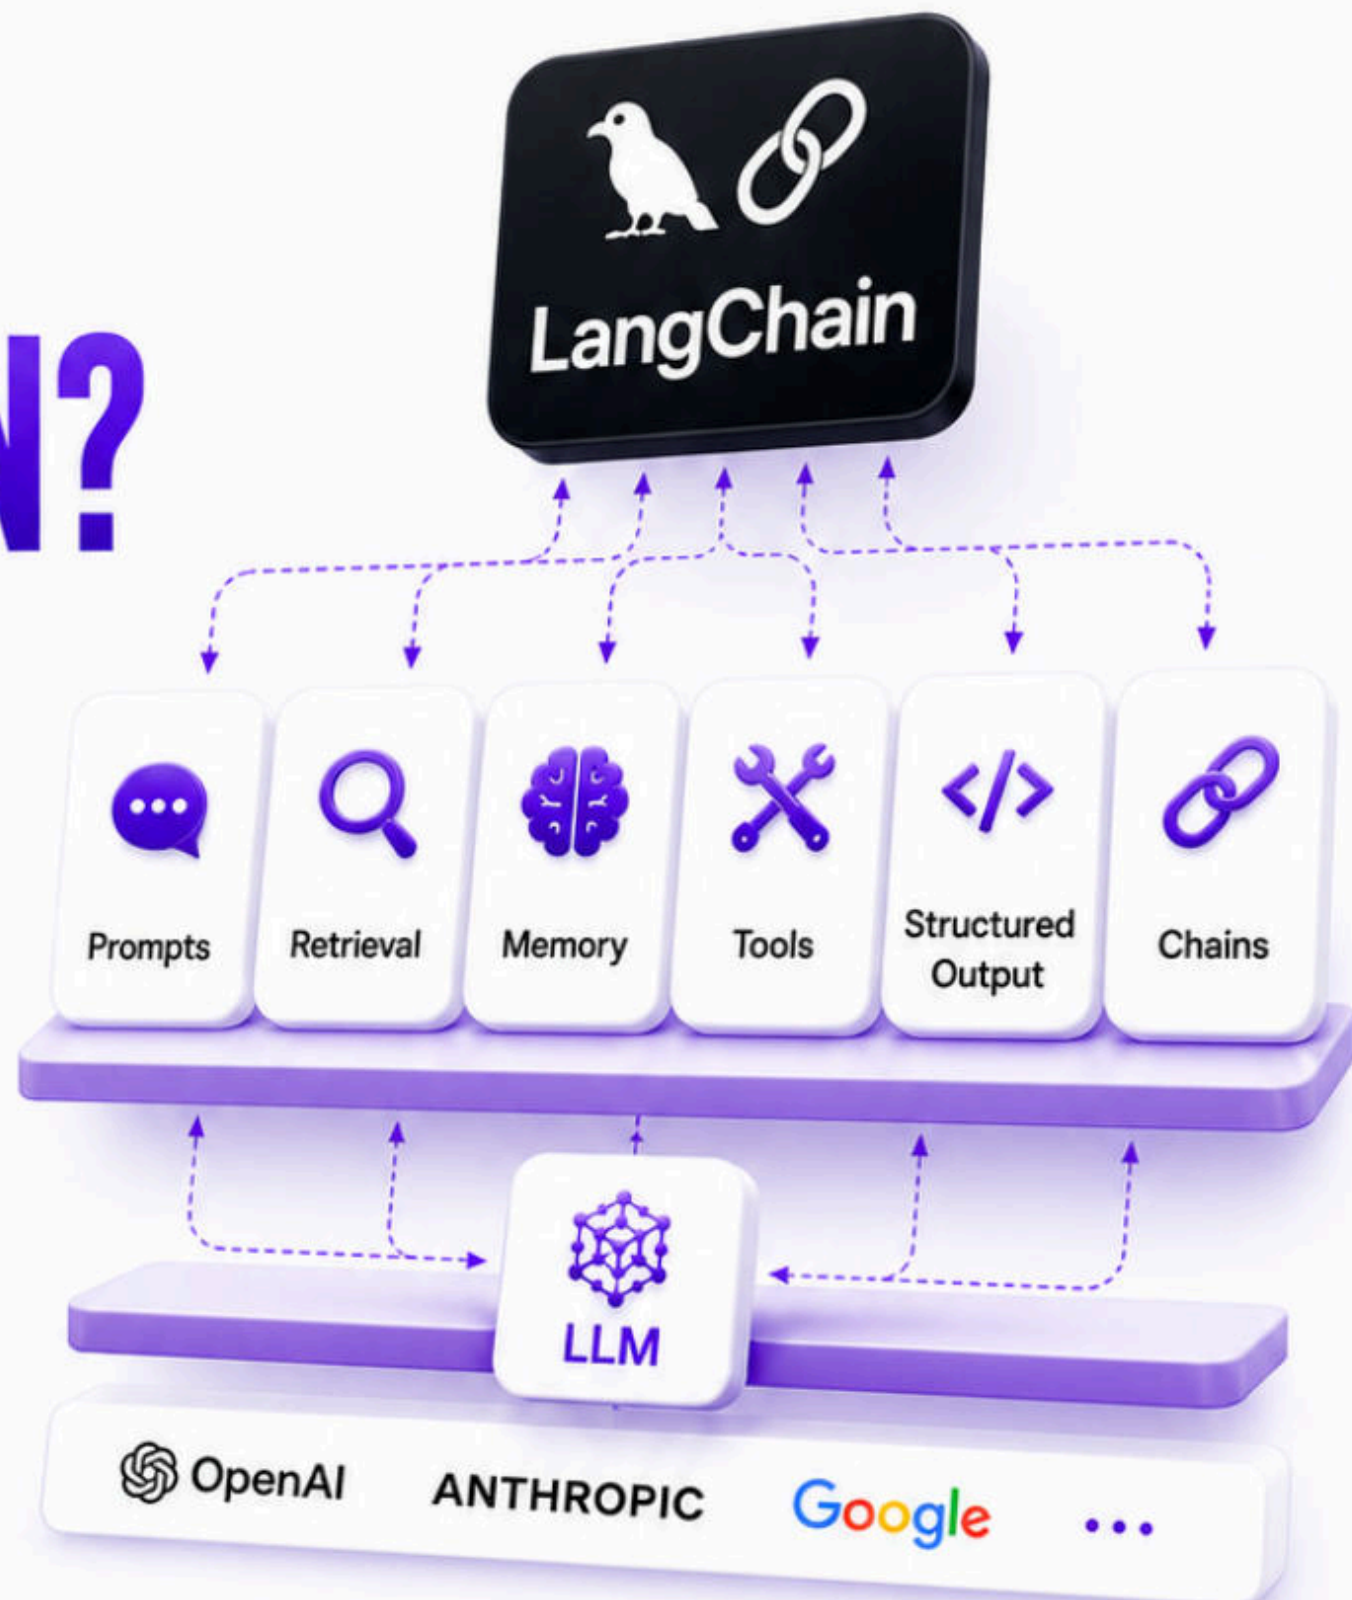 LangChain
N?
Prompts
Retrieval
Memory
Tools
Structured
Output
Chains
LLM
OpenAI
ANTHROPIC
Google
...